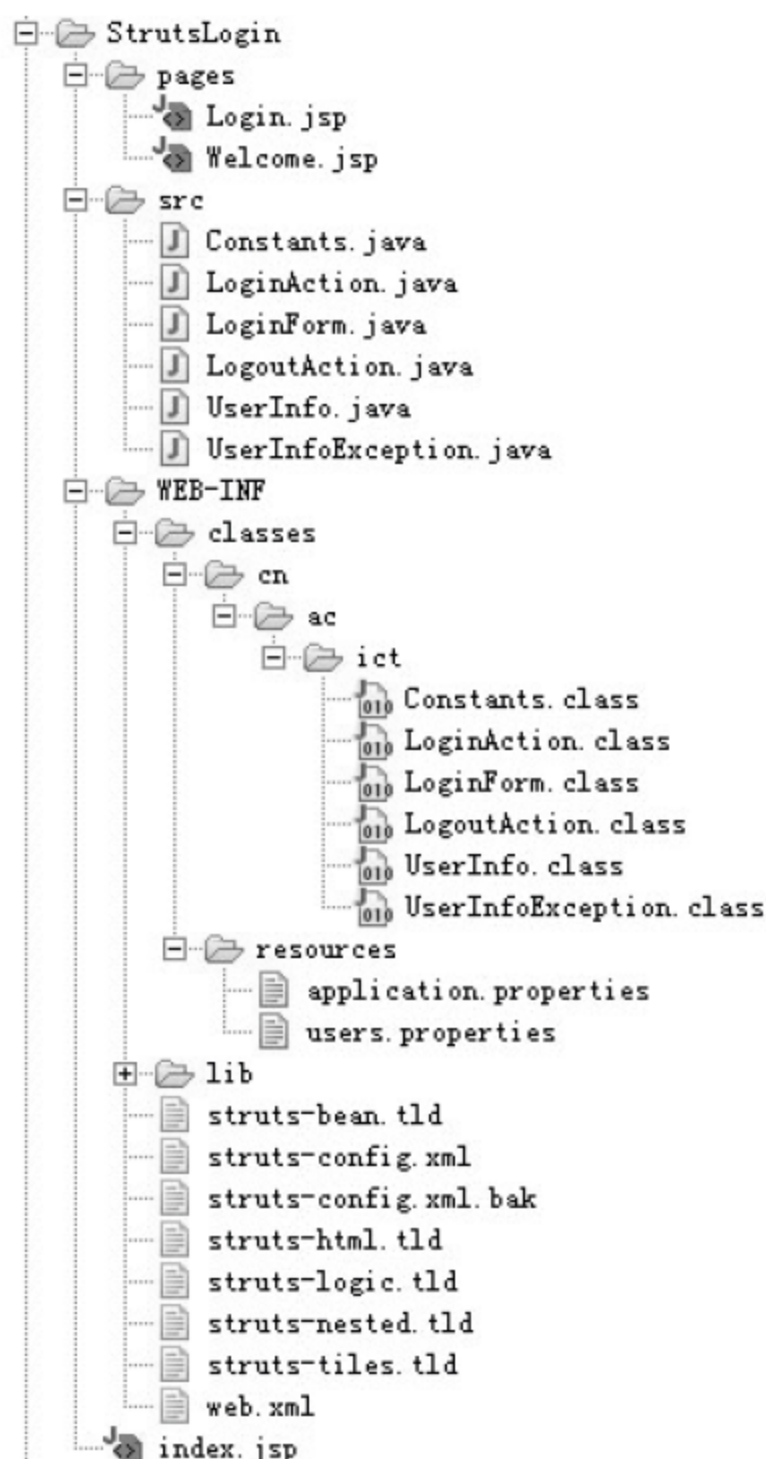 StrutsLogin
pages
Login.jsp
Welcome.jsp
src
Constants.java
LoginAction.java
LoginForm.java
LogoutAction.java
UserInfo.java
UserInfoException.java
WEB-INF
classes
cn
ac
ict
Constants.class
LoginAction.class
LoginForm.class
LogoutAction.class
UserInfo.class
UserInfoException.class
resources
application.properties
users.properties
lib
struts-bean.tld
struts-config.xml
struts-config.xml.bak
struts-html.tld
struts-logic.tld
struts-nested.tld
struts-tiles.tld
web.xml
index.jsp